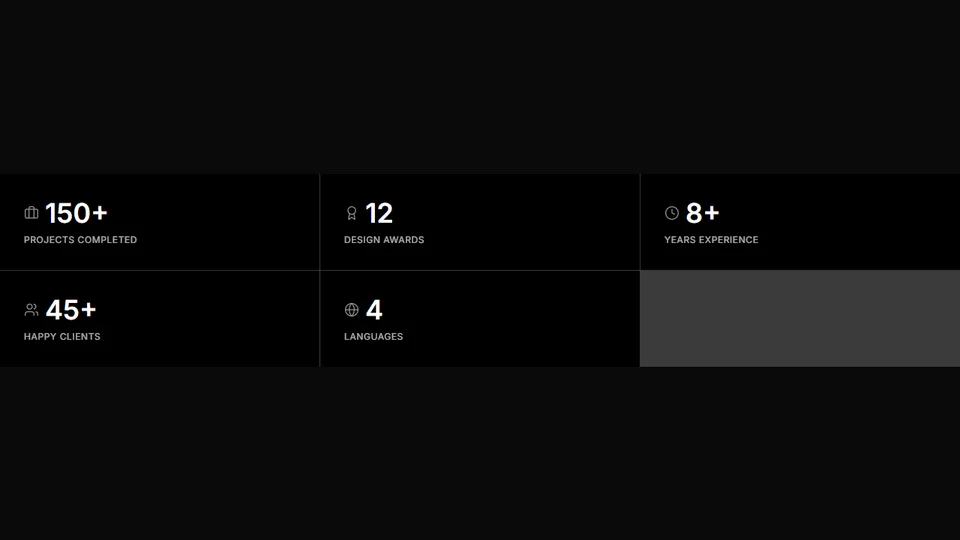 150+
PROJECTS COMPLETED
12
DESIGN AWARDS
8+
YEARS EXPERIENCE
45+
HAPPY CLIENTS
4
LANGUAGES